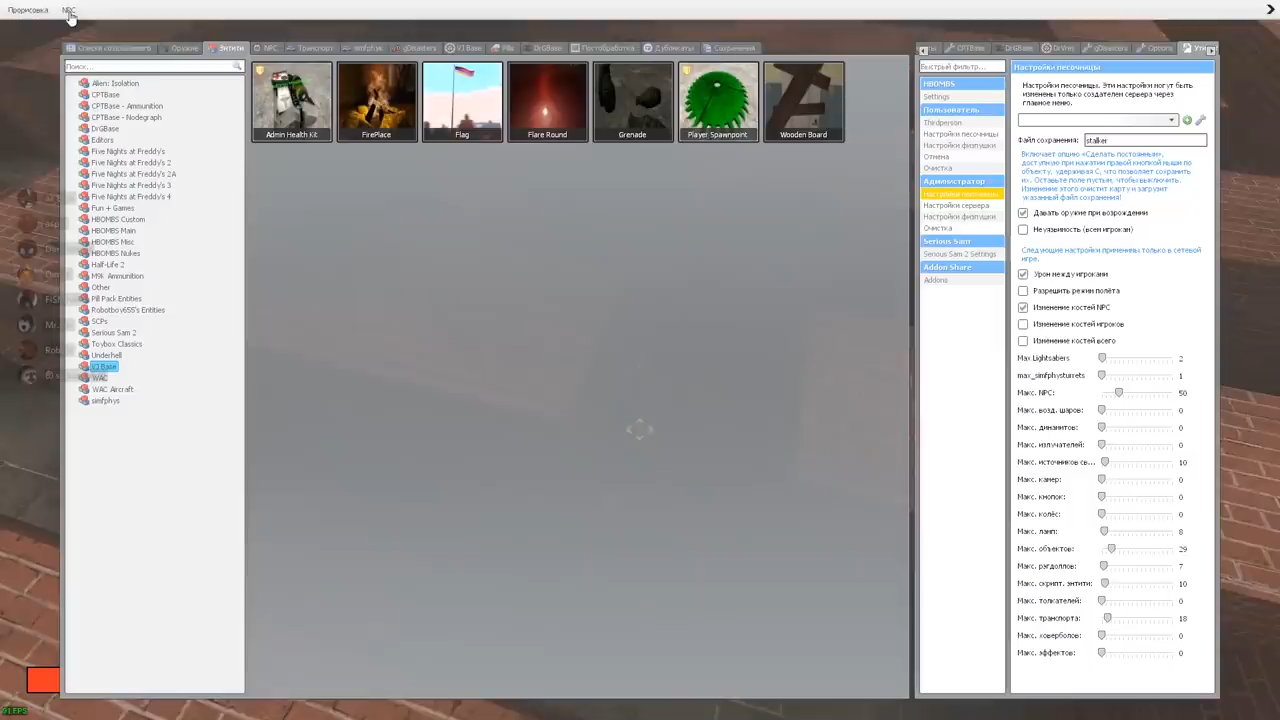 Прорисовка NPC
Списки сохранённого Оружие Энтити NPC Транспорт simfphys gDisasters VJ Base Pills DrGBase Постобработка Дубликаты Сохранения
CPTBase DrGBase DrVrej gDisasters Options
Поиск...
Alien: Isolation
CPTBase
CPTBase - Ammunition
CPTBase - Nodegraph
DrGBase
Editors
Five Nights at Freddy's
Five Nights at Freddy's 2
Five Nights at Freddy's 2A
Five Nights at Freddy's 3
Five Nights at Freddy's 4
Fun + Games
HBOMBS Custom
HBOMBS Main
HBOMBS Misc
HBOMBS Nukes
Half-Life 2
M9K Ammunition
Other
Pill Pack Entities
Robotboy655's Entities
SCPs
Serious Sam 2
Toybox Classics
Underhell
VJ Base
WAC
WAC Aircraft
simfphys
Admin Health Kit
FirePlace
Flag
Flare Round
Grenade
Player Spawnpoint
Wooden Board
Быстрый фильтр...
HBOMBS
Settings
Пользователь
Thirdperson
Настройки песочницы
Настройки физпушки
Отмена
Очистка
Администратор
Настройки песочницы
Настройки сервера
Настройки физпушки
Очистка
Serious Sam
Serious Sam 2 Settings
Addon Share
Addons
Настройки песочницы
Настройки песочницы. Эти настройки могут быть
изменены только создателем сервера через
главное меню.
Файл сохранения: stalker
Включает опцию «Сделать постоянным»,
доступную при нажатии правой кнопкой мыши по
объекту, удерживая C, что позволяет сохранить
их. Оставьте поле пустым, чтобы выключить.
Изменение этого очистит карту и загрузит
указанный файл сохранения!
Давать оружие при возрождении
Неуязвимость (всем игрокам)
Следующие настройки применимы только в сетевой
игре.
Урон между игроками
Разрешить режим полёта
Изменение костей NPC
Изменение костей игроков
Изменение костей всего
Max Lightsabers 2
max_simfphysturrets 1
Макс. NPC: 50
Макс. возд. шаров: 0
Макс. динамитов: 0
Макс. излучателей: 0
Макс. источников св... 10
Макс. камер: 0
Макс. кнопок: 0
Макс. колёс: 0
Макс. ламп: 8
Макс. объектов: 29
Макс. рэгдоллов: 7
Макс. скрипт. энтити: 10
Макс. толкателей: 0
Макс. транспорта: 18
Макс. ховерболов: 0
Макс. эффектов: 0
91 FPS